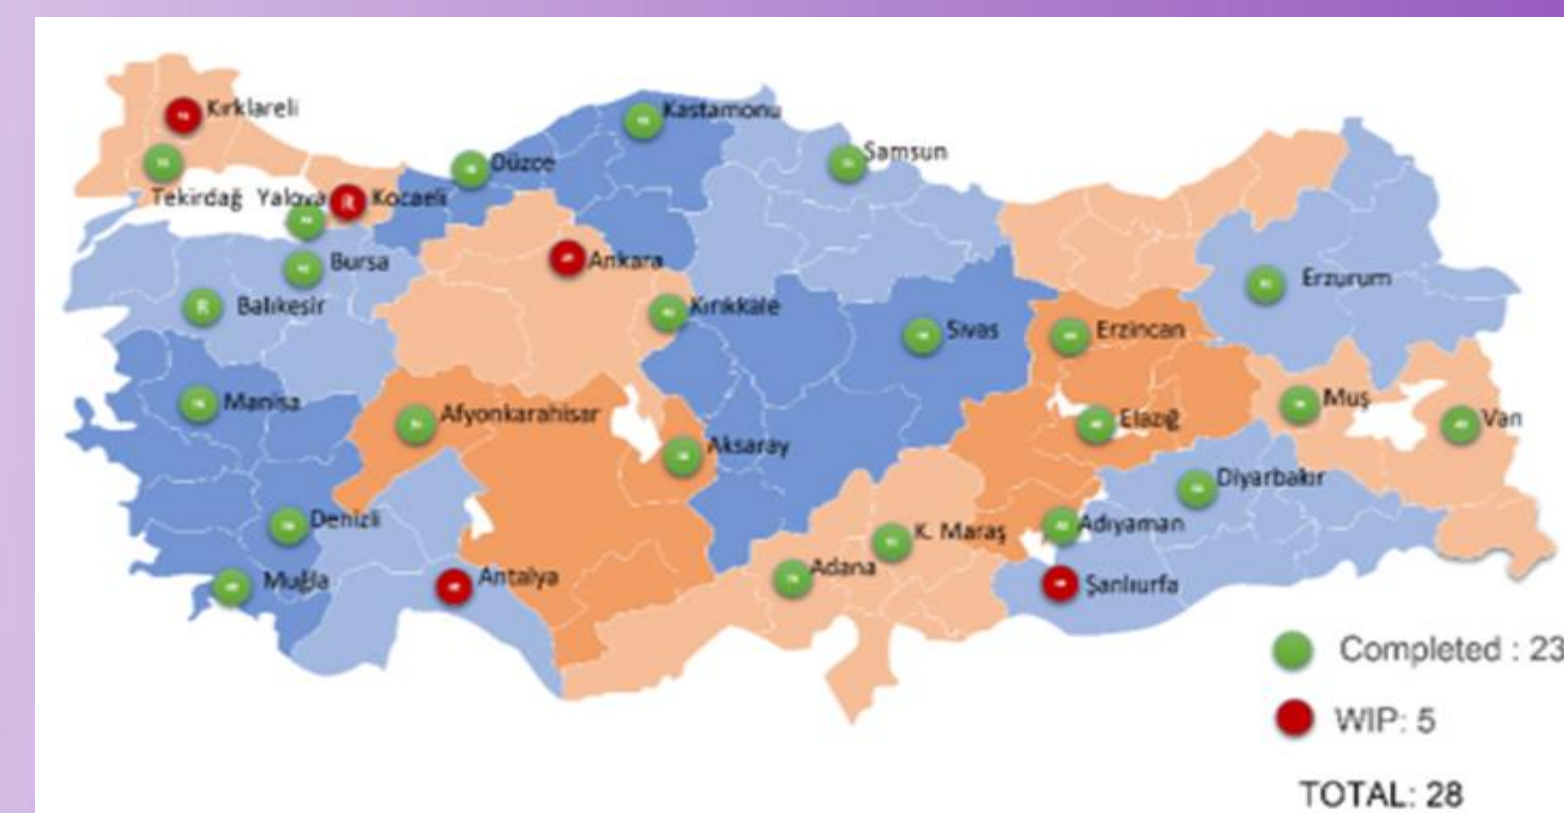 Kırklareli
Kastamonu
Düzce
Samsun
Tekirdağ Yalova Kocaeli
Bursa
Ankara
Erzurum
Balıkesir
Kırıkkale
Sivas
Erzincan
Manisa
Afyonkarahisar
Elazığ
Muş
Van
Aksaray
Diyarbakır
Denizli
K. Maraş
Adıyaman
Muğla
Antalya
Adana
Şanlıurfa
Completed : 23
WIP: 5
TOTAL: 28